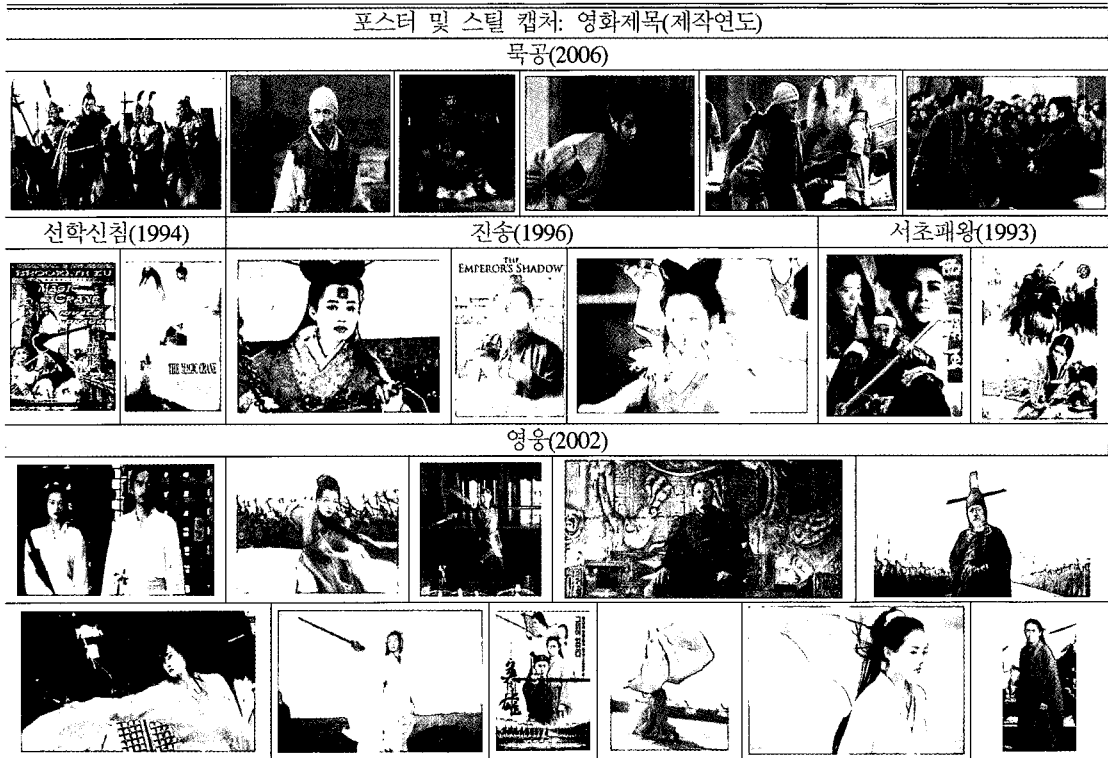 포스터 및 스틸 캡처: 영화제목(제작연도)
묵공(2006)
선학신침(1994) 진송(1996) 서초패왕(1993)
THE
EMPEROR'S SHADOW
THE MAGIC CRANE
영웅(2002)